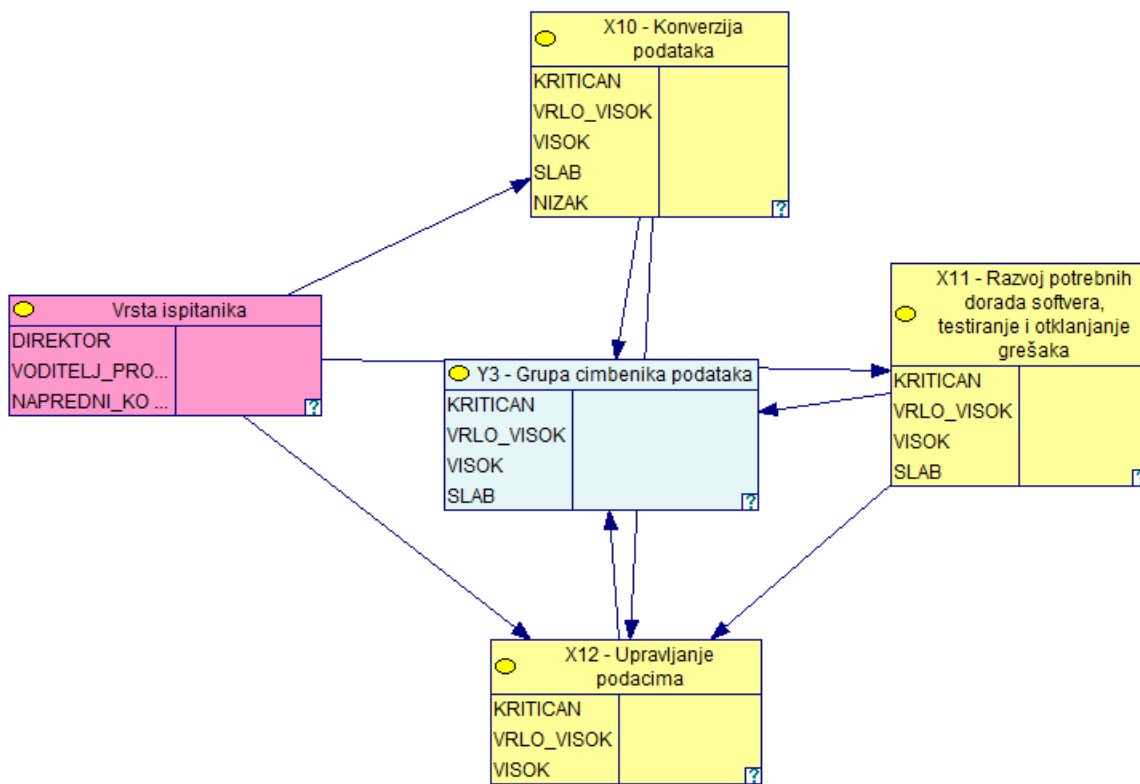 X10 - Konverzija
podataka
KRITICAN
VRLO_VISOK
VISOK
SLAB
NIZAK
?
Vrsta ispitanika
DIREKTOR
VODITELJ_PRO...
NAPREDNI_KO ...
?
X11 - Razvoj potrebnih
dorada softvera,
testiranje i otklanjanje
grešaka
KRITICAN
VRLO_VISOK
VISOK
SLAB
?
Y3 - Grupa cimbenika podataka
KRITICAN
VRLO_VISOK
VISOK
SLAB
?
X12 - Upravljanje
podacima
KRITICAN
VRLO_VISOK
VISOK
?